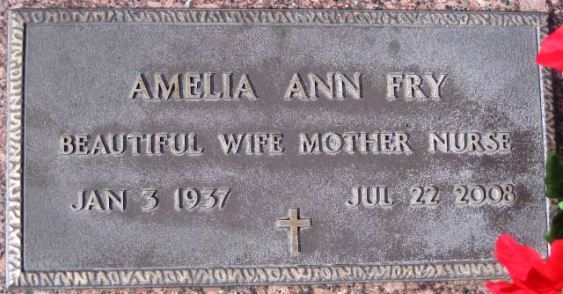 AMELIA ANN FRY
BEAUTIFUL WIFE MOTHER NURSE
JAN 3 1937 JUL 22 2008